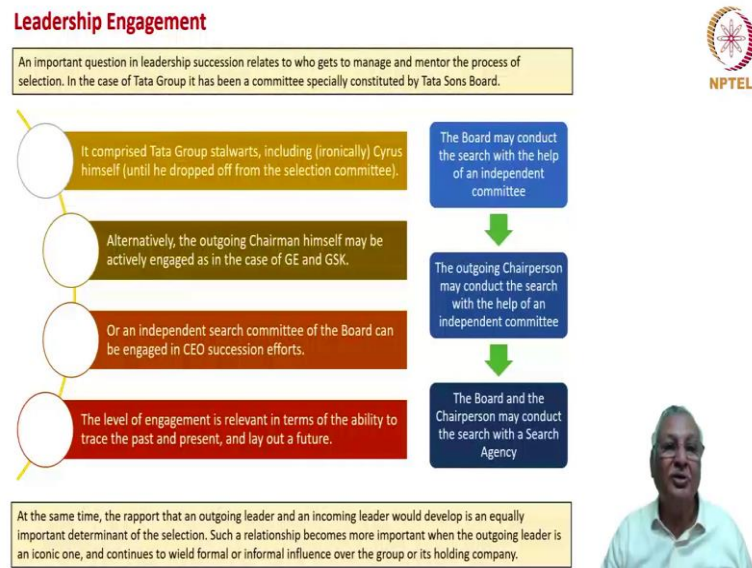 Leadership Engagement
NPTEL
An important question in leadership succession relates to who gets to manage and mentor the process of
selection. In the case of Tata Group it has been a committee specially constituted by Tata Sons Board.
It comprised Tata Group stalwarts, including (ironically) Cyrus
himself (until he dropped off from the selection committee).
Alternatively, the outgoing Chairman himself may be
actively engaged as in the case of GE and GSK.
Or an independent search committee of the Board can
be engaged in CEO succession efforts.
The level of engagement is relevant in terms of the ability to
trace the past and present, and lay out a future.
The Board may conduct
the search with the help
of an independent
committee
The outgoing Chairperson
may conduct the search
with the help of an
independent committee
The Board and the
Chairperson may conduct
the search with a Search
Agency
At the same time, the rapport that an outgoing leader and an incoming leader would develop is an equally
important determinant of the selection. Such a relationship becomes more important when the outgoing leader is
an iconic one, and continues to wield formal or informal influence over the group or its holding company.